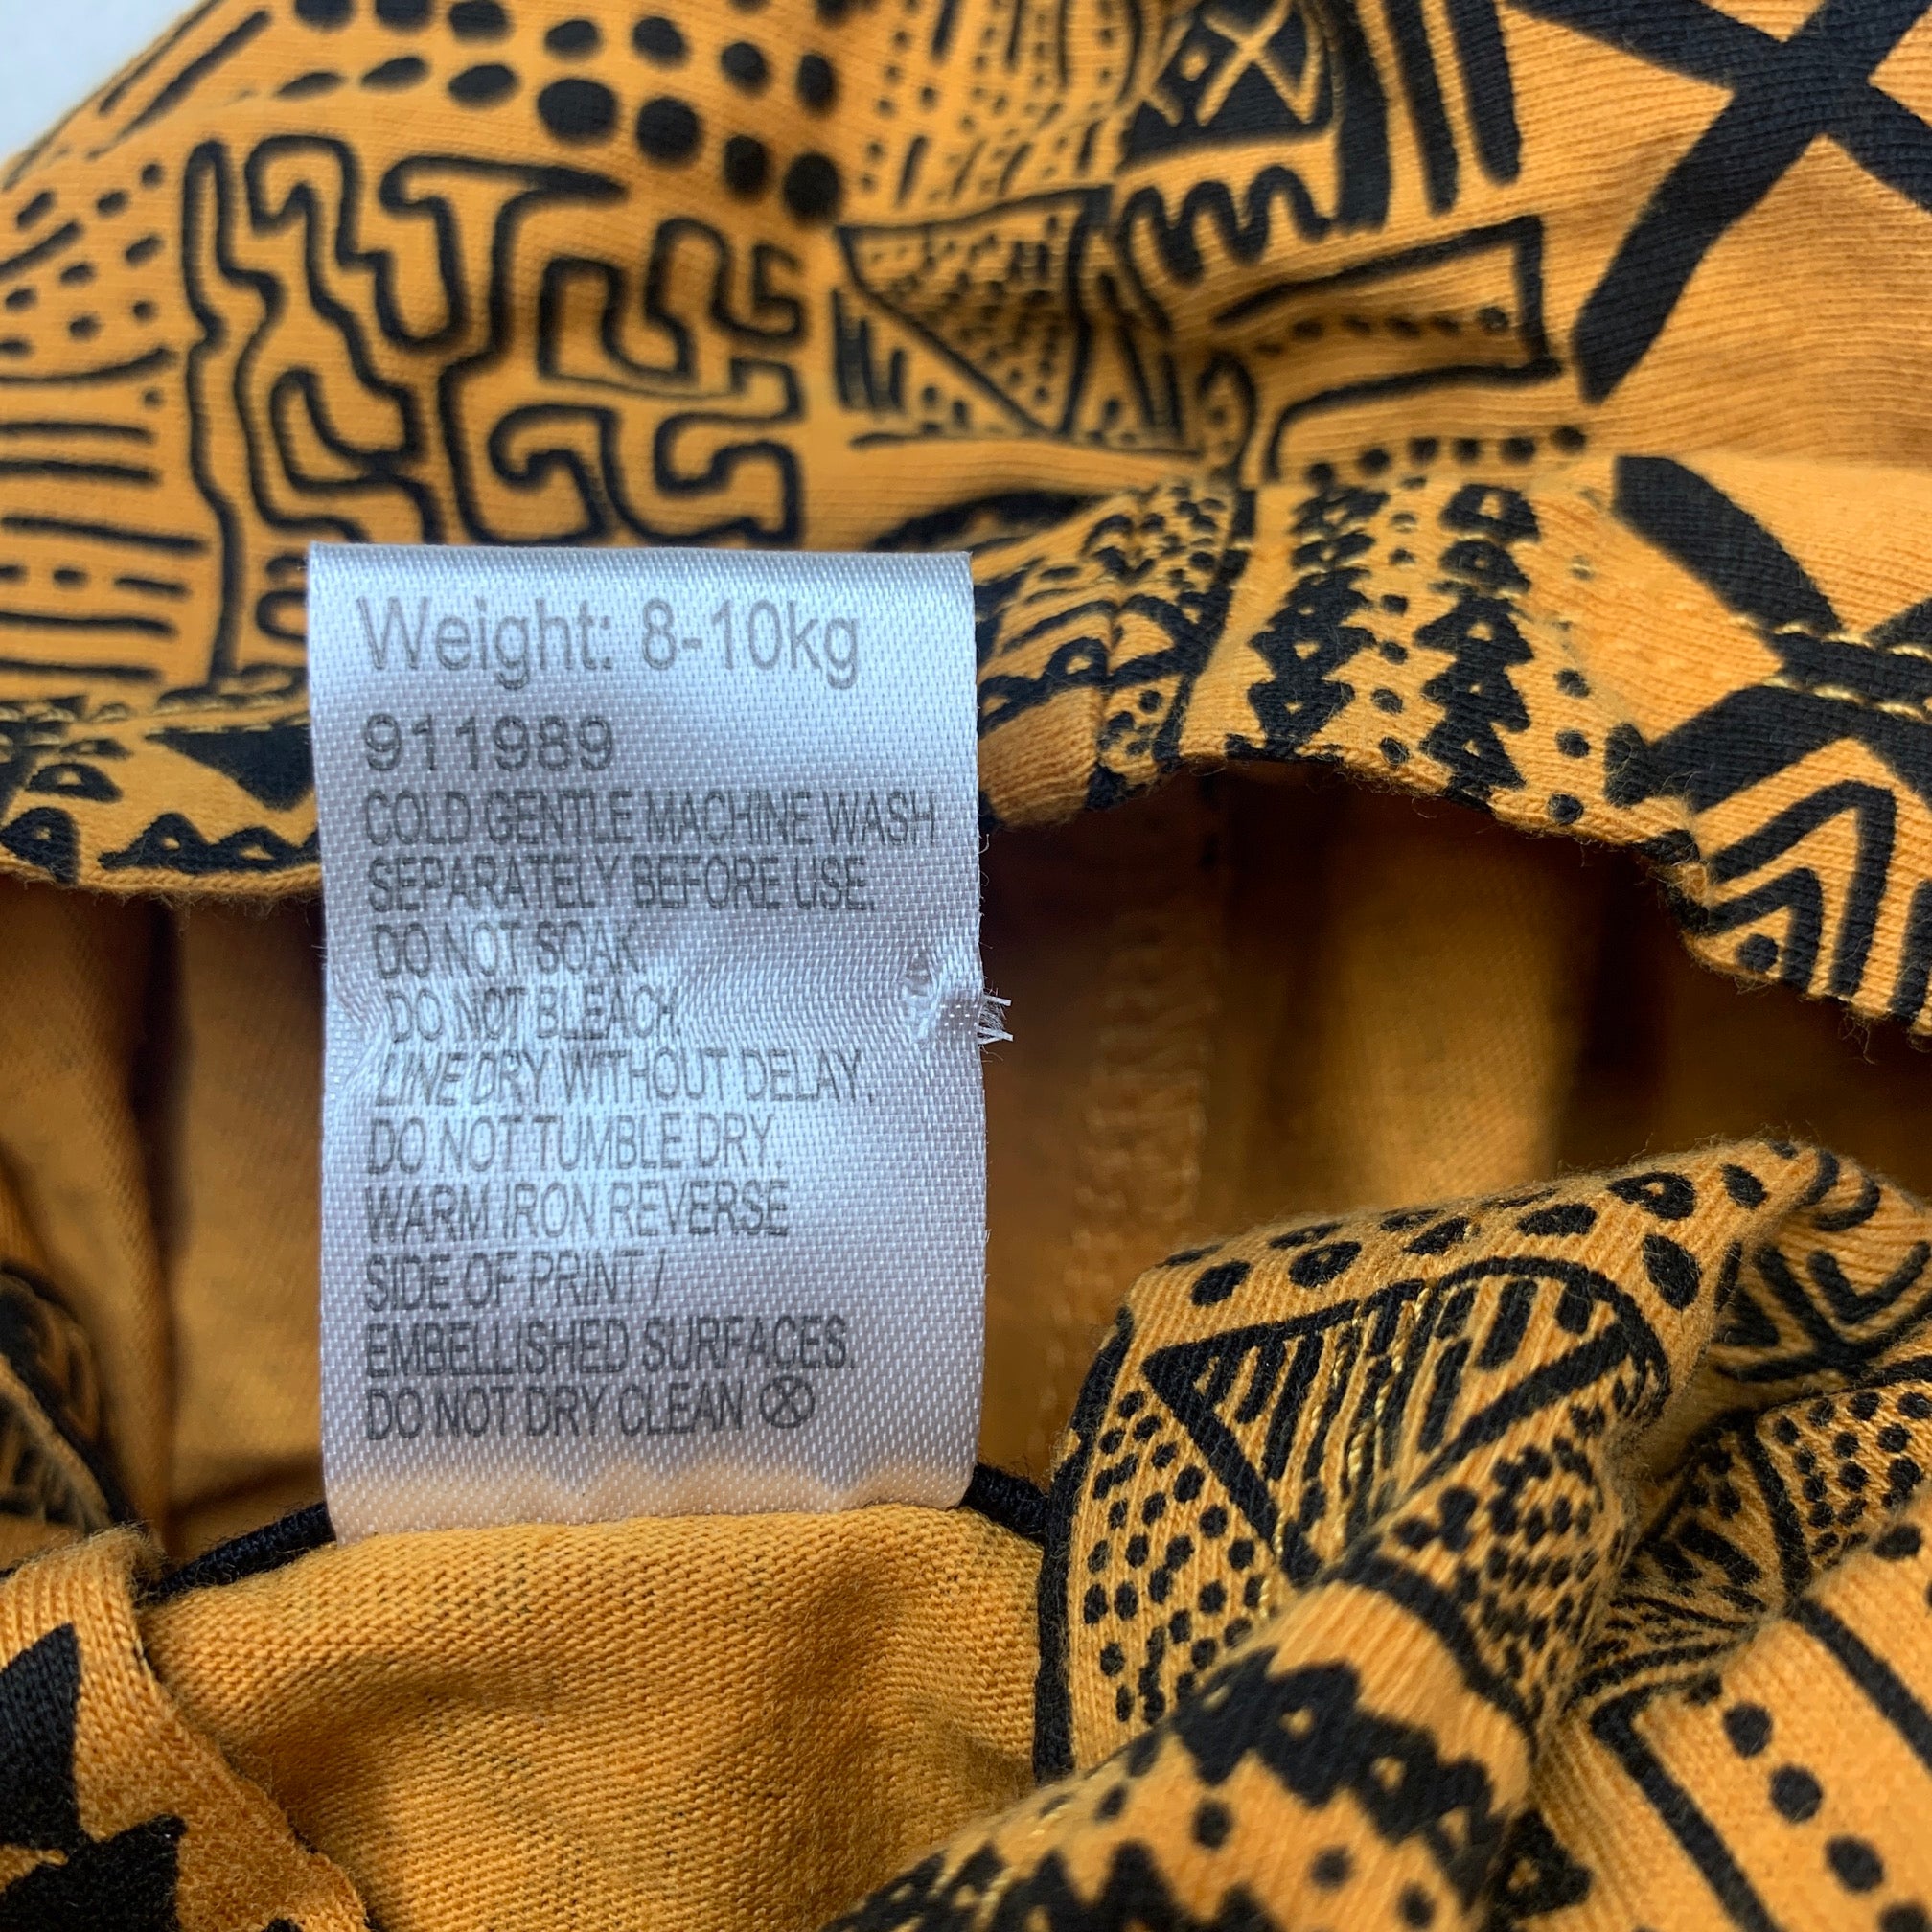 Weight: 8-10kg
911989
COLD GENTLE MACHINE WASH
SEPARATELY BEFORE USE.
DO NOT SOAK
DO NOT BLEACH.
LINE DRY WITHOUT DELAY.
DO NOT TUMBLE DRY.
WARM IRON REVERSE
SIDE OF PRINT/
EMBELLISHED SURFACES.
DO NOT DRY CLEAN